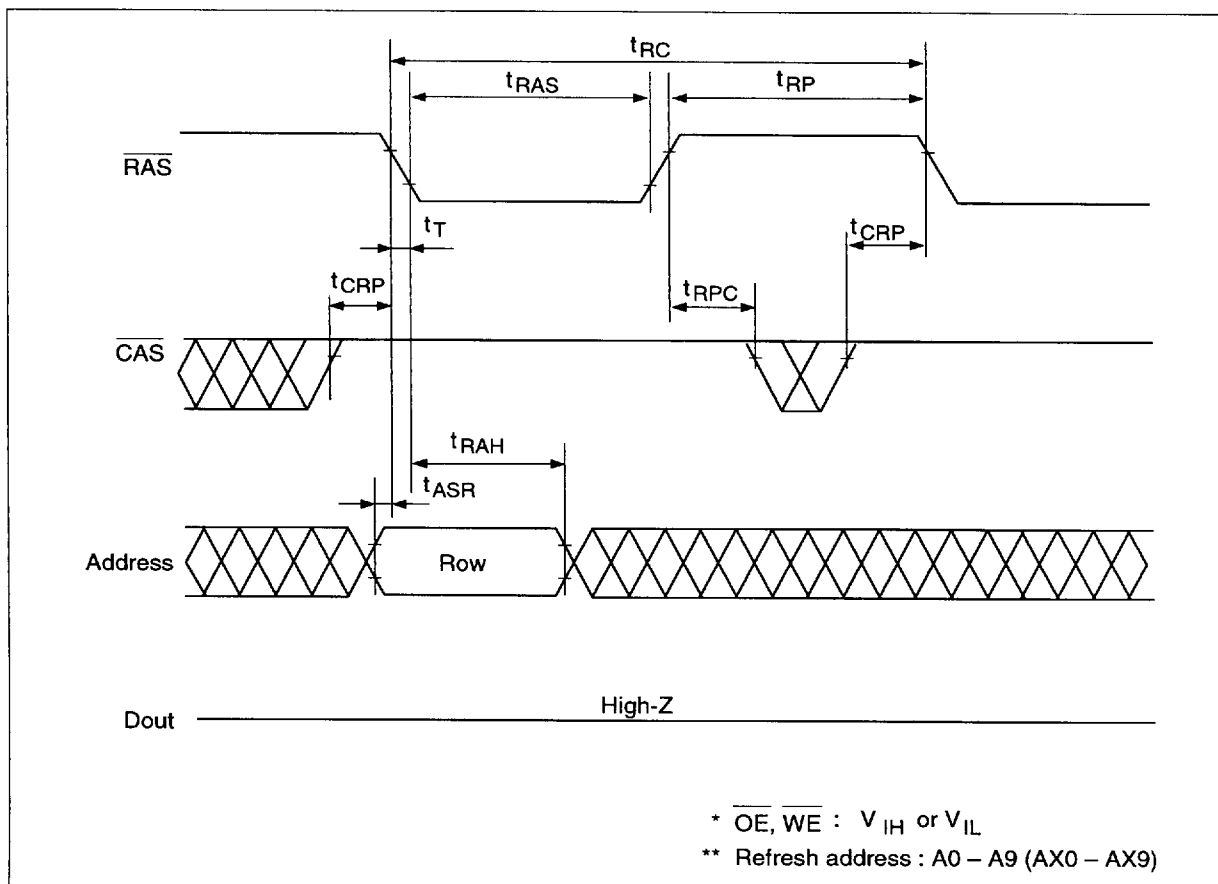 tRC
tRAS
tRP
RAS
tT
tCRP
tCRP
tRPC
CAS
tRAH
tASR
Address
Row
High-Z
Dout
* OE, WE : VIH or VIL
** Refresh address : A0 – A9 (AX0 – AX9)